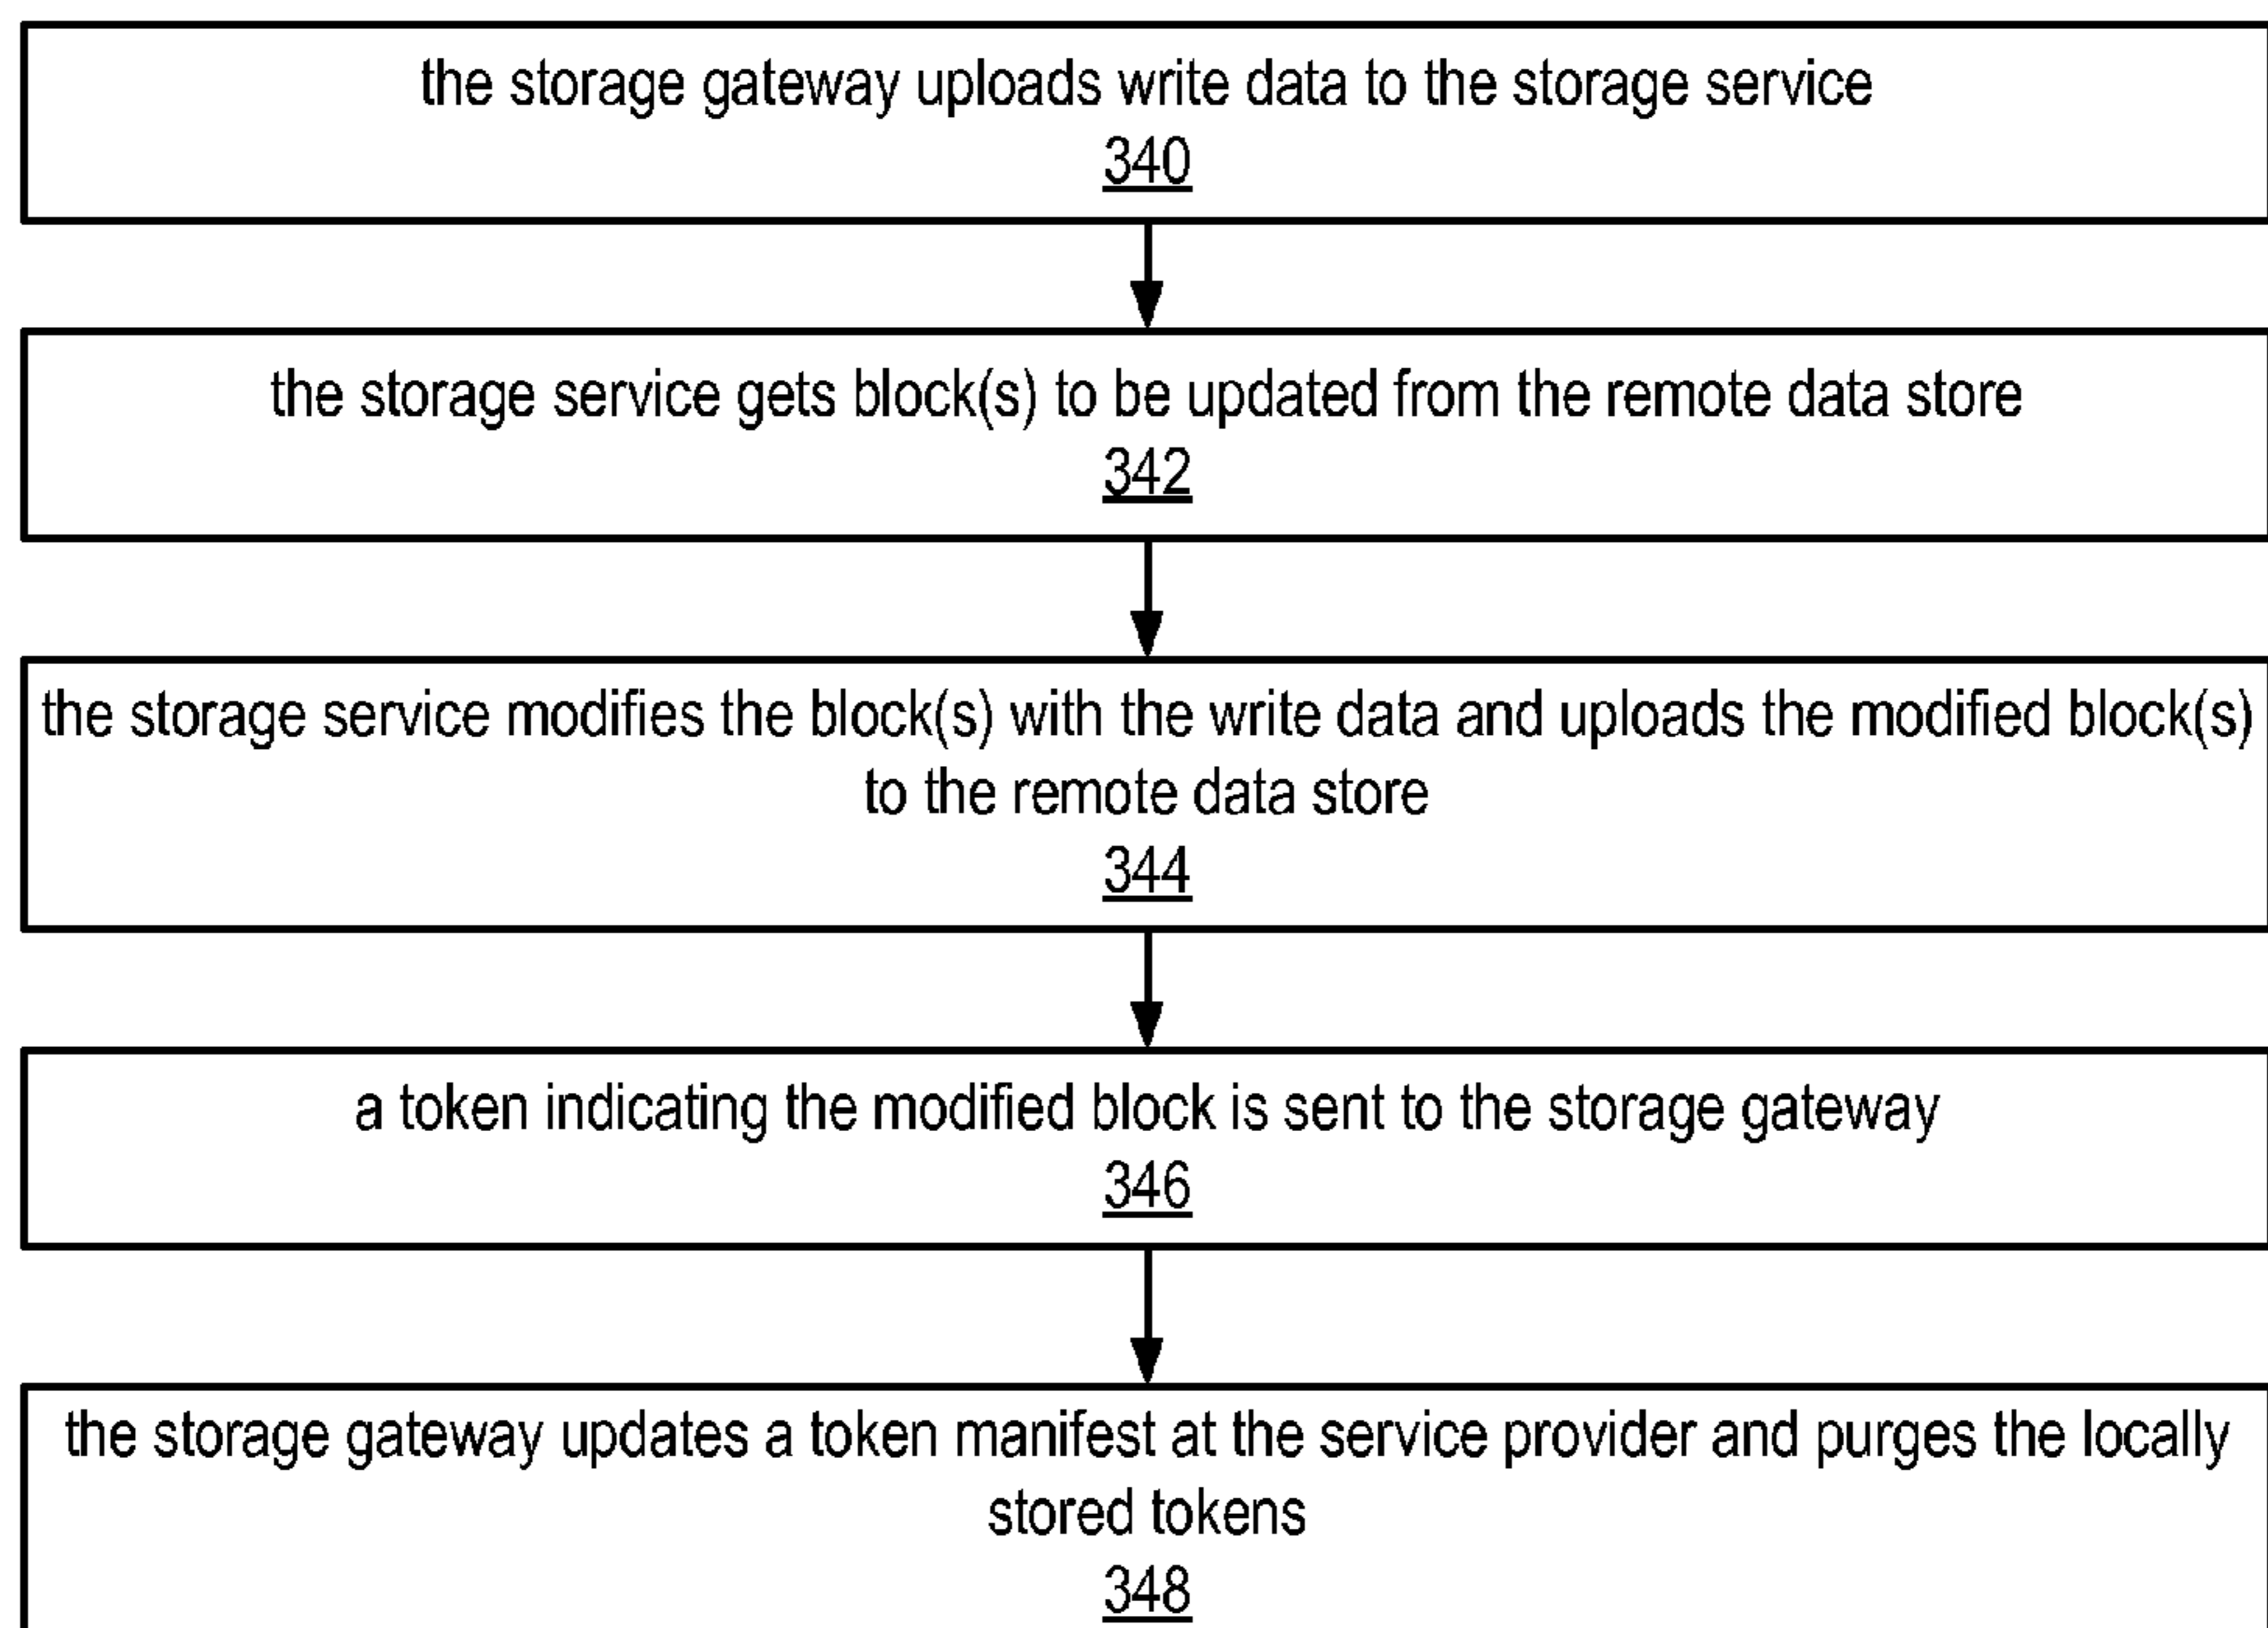 the storage gateway uploads write data to the storage service
340
the storage service gets block(s) to be updated from the remote data store
342
the storage service modifies the block(s) with the write data and uploads the modified block(s)
to the remote data store
344
a token indicating the modified block is sent to the storage gateway
346
the storage gateway updates a token manifest at the service provider and purges the locally
stored tokens
348